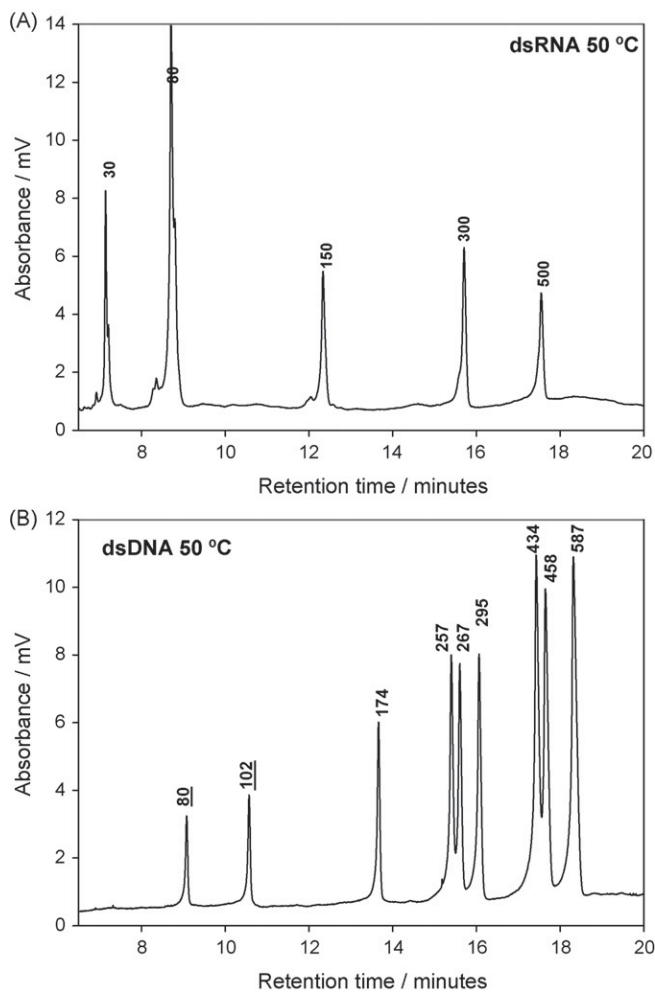 (A)
14
dsRNA 50 ºC
12
10
8
6
4
2
0
Absorbance / mV
30
80
150
300
500
8 10 12 14 16 18 20
Retention time / minutes
(B)
12
dsDNA 50 ºC
10
8
6
4
2
0
Absorbance / mV
80
102
174
257
267
295
434
458
587
8 10 12 14 16 18 20
Retention time / minutes